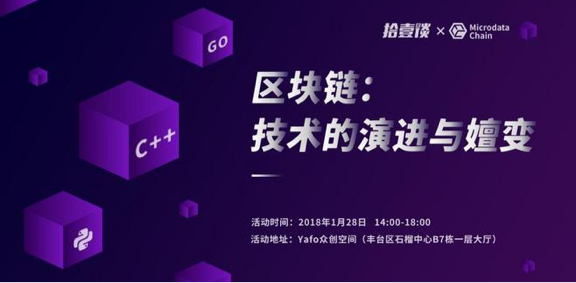 拾壹谈 × Microdata Chain
GO
区块链：
C++
技术的演进与嬗变
活动时间：2018年1月28日 14:00-18:00
活动地址：Yafo众创空间（丰台区石榴中心B7栋一层大厅）